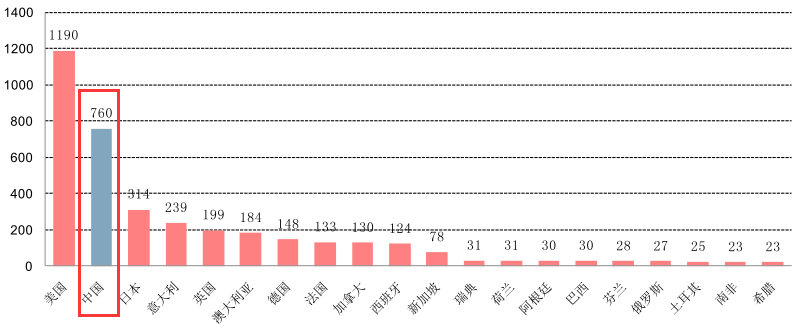 1400
1200
1000
800
600
400
200
0
1190
760
314
239
199
184
148
133
130
124
78
31
31
30
30
28
27
25
23
23
美国
中国
日本
意大利
英国
澳大利亚
德国
法国
加拿大
西班牙
新加坡
瑞典
荷兰
阿根廷
巴西
芬兰
俄罗斯
土耳其
南非
希腊